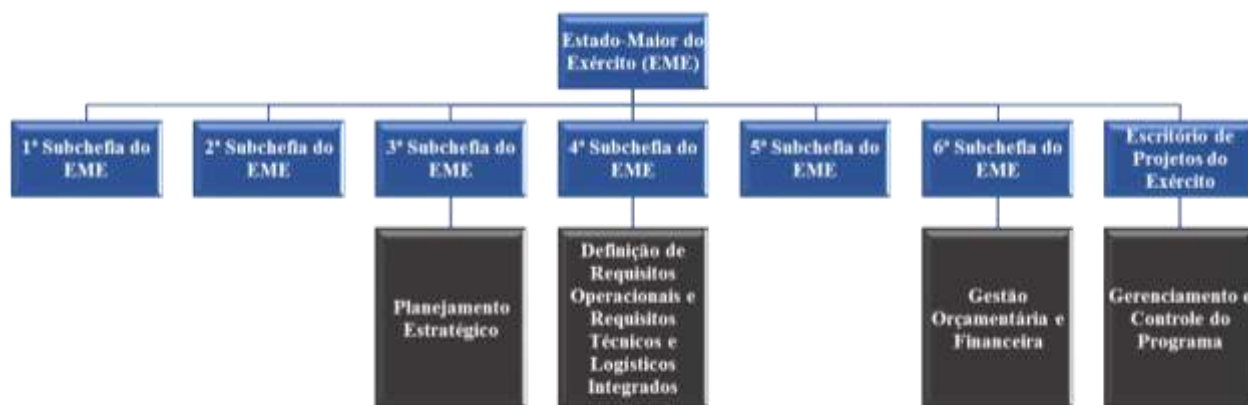 Estado-Maior do
Exército (EME)
1ª Subchefia do
EME
2ª Subchefia do
EME
3ª Subchefia do
EME
4ª Subchefia do
EME
5ª Subchefia do
EME
6ª Subchefia do
EME
Escritório de
Projetos do
Exército
Planejamento
Estratégico
Definição de
Requisitos
Operacionais e
Requisitos
Técnicos e
Logísticos
Integrados
Gestão
Orçamentária e
Financeira
Gerenciamento e
Controle do
Programa